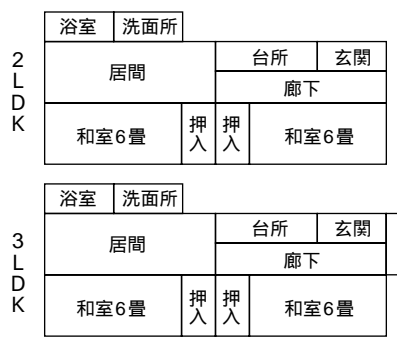 2LDK
浴室 洗面所
居間 台所 玄関
廊下
和室6畳 押入 押入 和室6畳
3LDK
浴室 洗面所
居間 台所 玄関
廊下
和室6畳 押入 押入 和室6畳